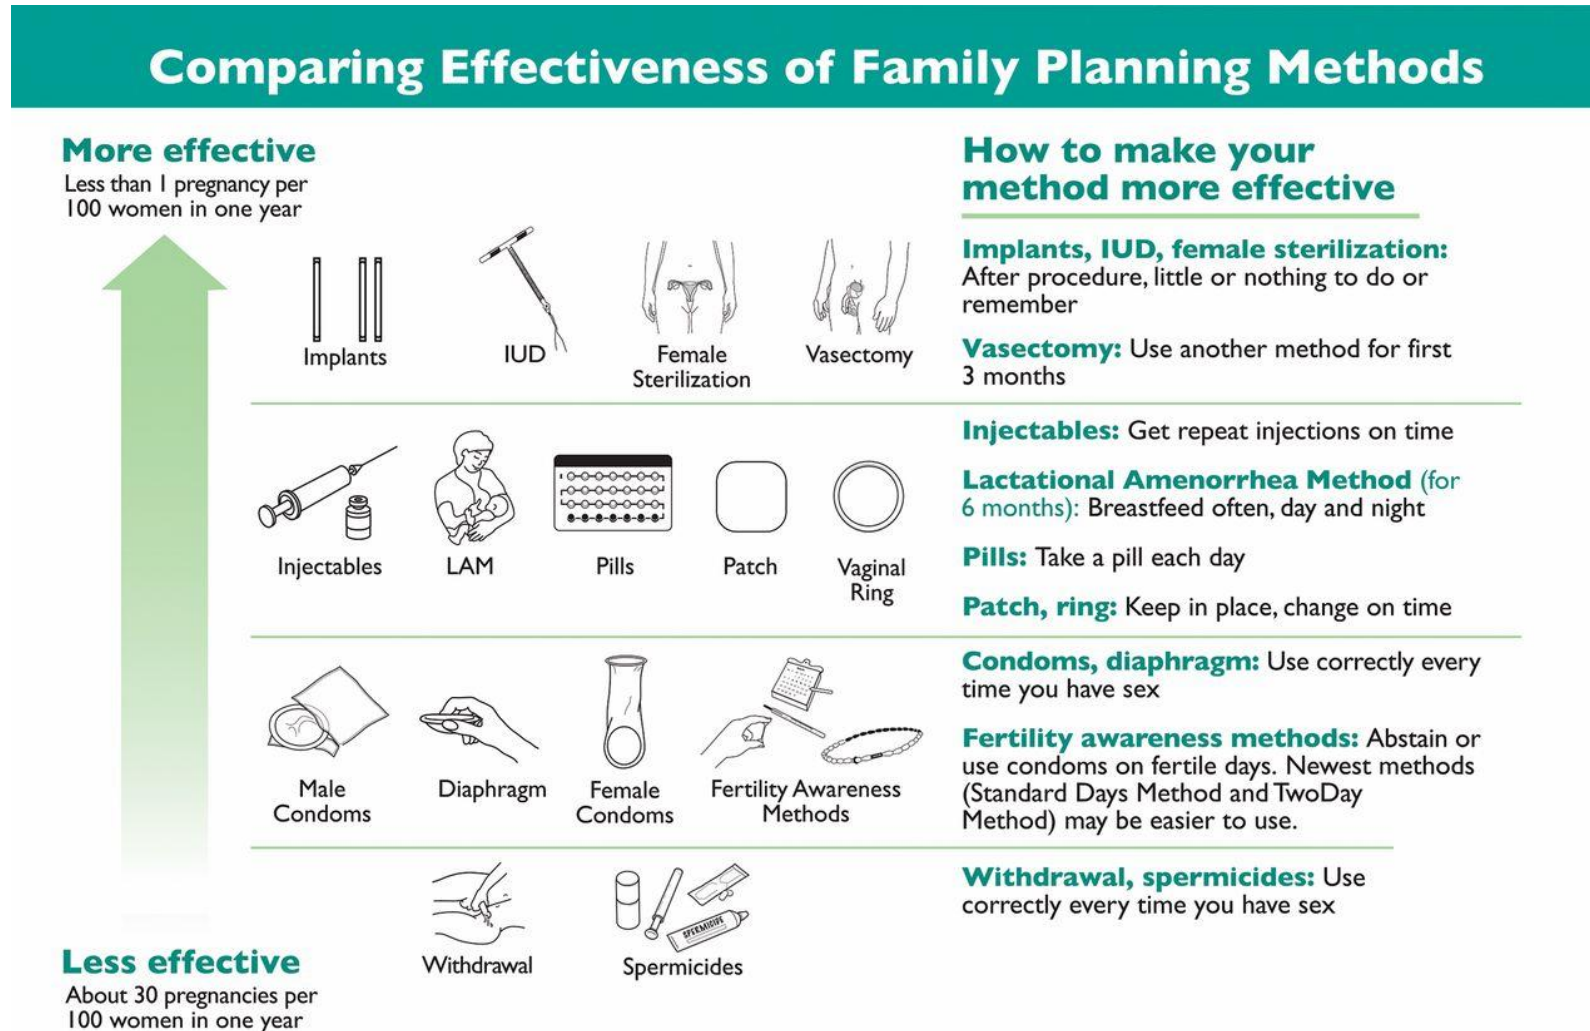 Comparing Effectiveness of Family Planning Methods
More effective
Less than 1 pregnancy per
100 women in one year
Implants
IUD
Female
Sterilization
Vasectomy
Injectables
LAM
Pills
Patch
Vaginal
Ring
Male
Condoms
Diaphragm
Female
Condoms
Fertility Awareness
Methods
Withdrawal
SPERMICIDE
Spermicides
Less effective
About 30 pregnancies per
100 women in one year
How to make your
method more effective
Implants, IUD, female sterilization:
After procedure, little or nothing to do or
remember
Vasectomy: Use another method for first
3 months
Injectables: Get repeat injections on time
Lactational Amenorrhea Method (for
6 months): Breastfeed often, day and night
Pills: Take a pill each day
Patch, ring: Keep in place, change on time
Condoms, diaphragm: Use correctly every
time you have sex
Fertility awareness methods: Abstain or
use condoms on fertile days. Newest methods
(Standard Days Method and TwoDay
Method) may be easier to use.
Withdrawal, spermicides: Use
correctly every time you have sex